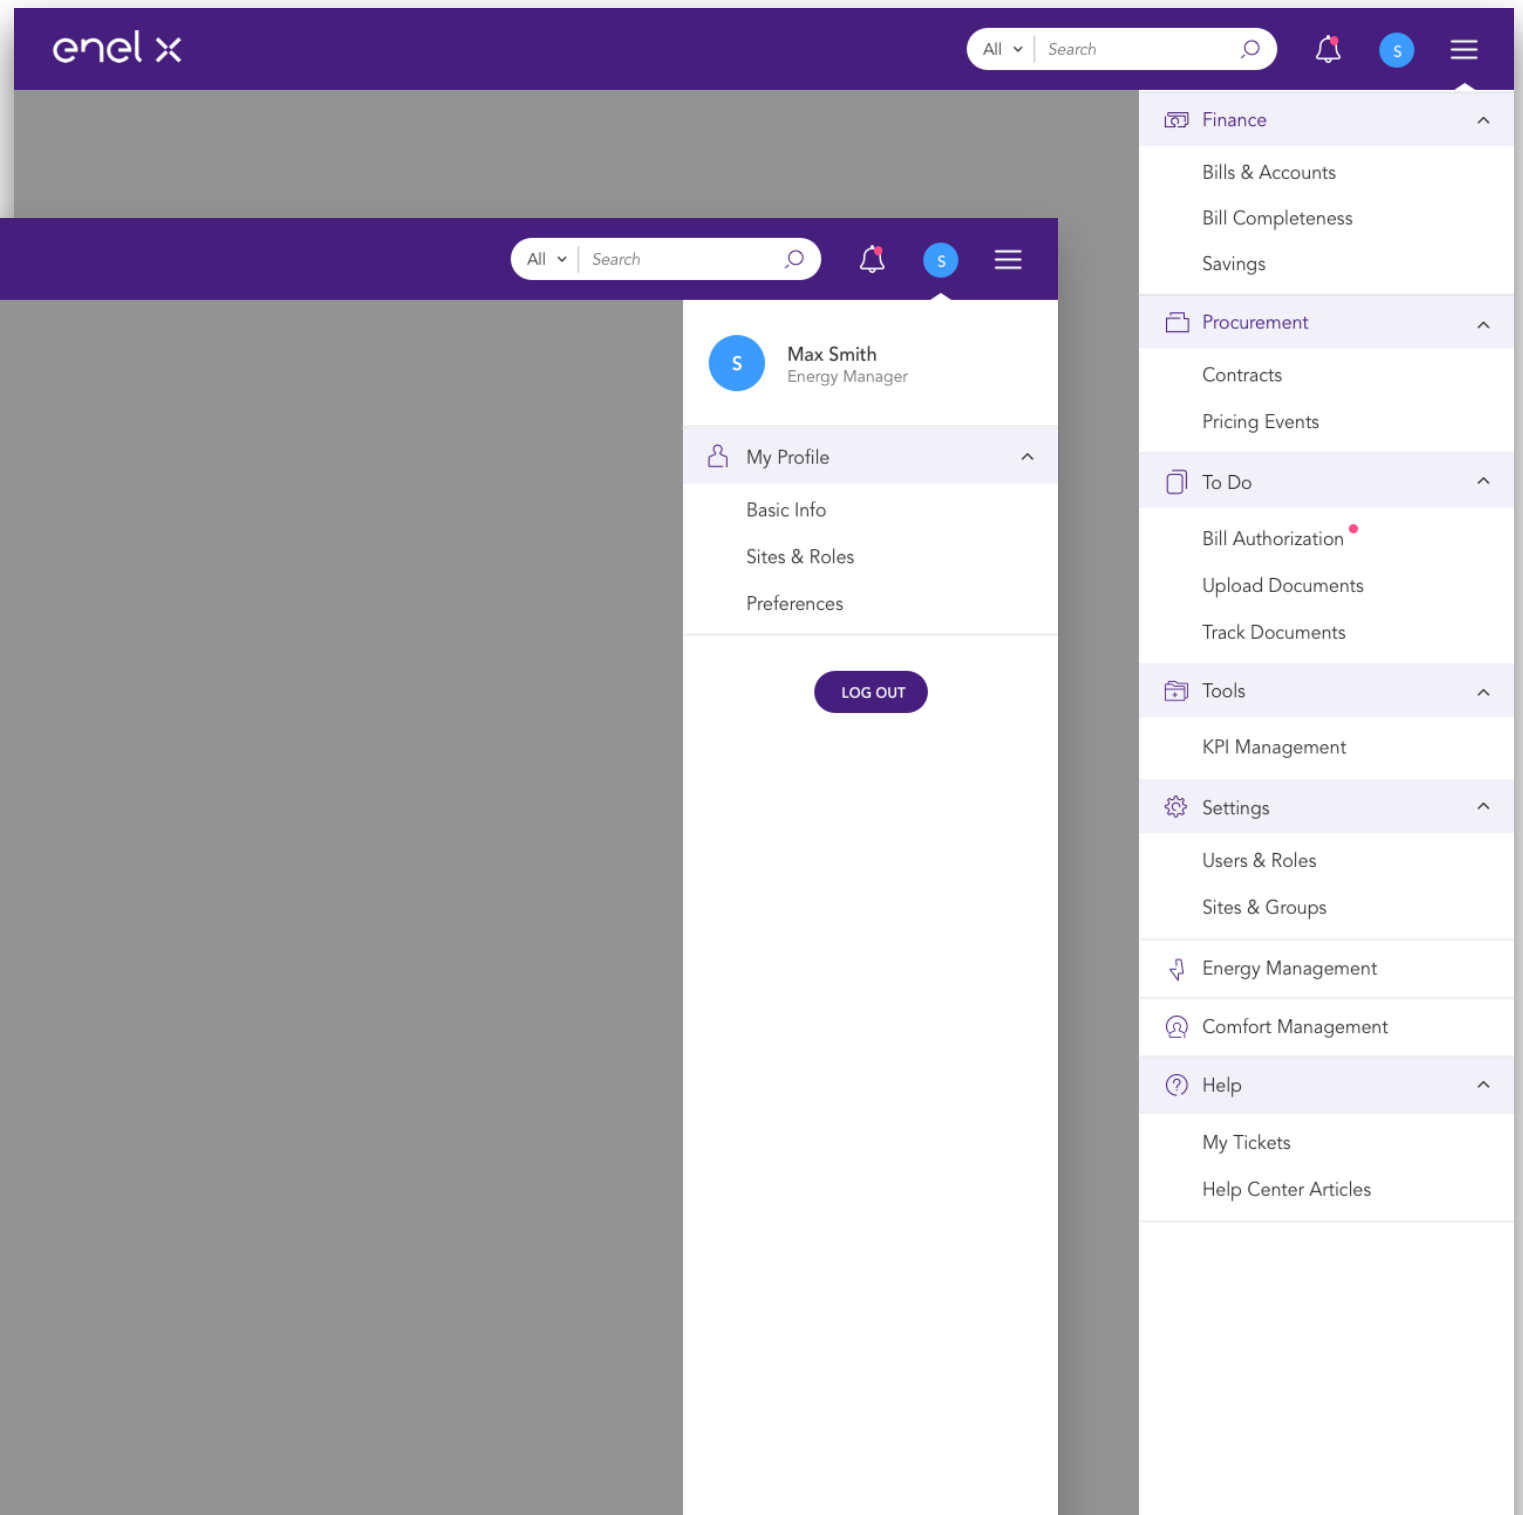 enel x
All
Search
S
Finance
Bills & Accounts
Bill Completeness
Savings
Procurement
Contracts
Pricing Events
To Do
Bill Authorization
Upload Documents
Track Documents
Tools
KPI Management
Settings
Users & Roles
Sites & Groups
Energy Management
Comfort Management
Help
My Tickets
Help Center Articles
All
Search
S
S
Max Smith
Energy Manager
My Profile
Basic Info
Sites & Roles
Preferences
LOG OUT